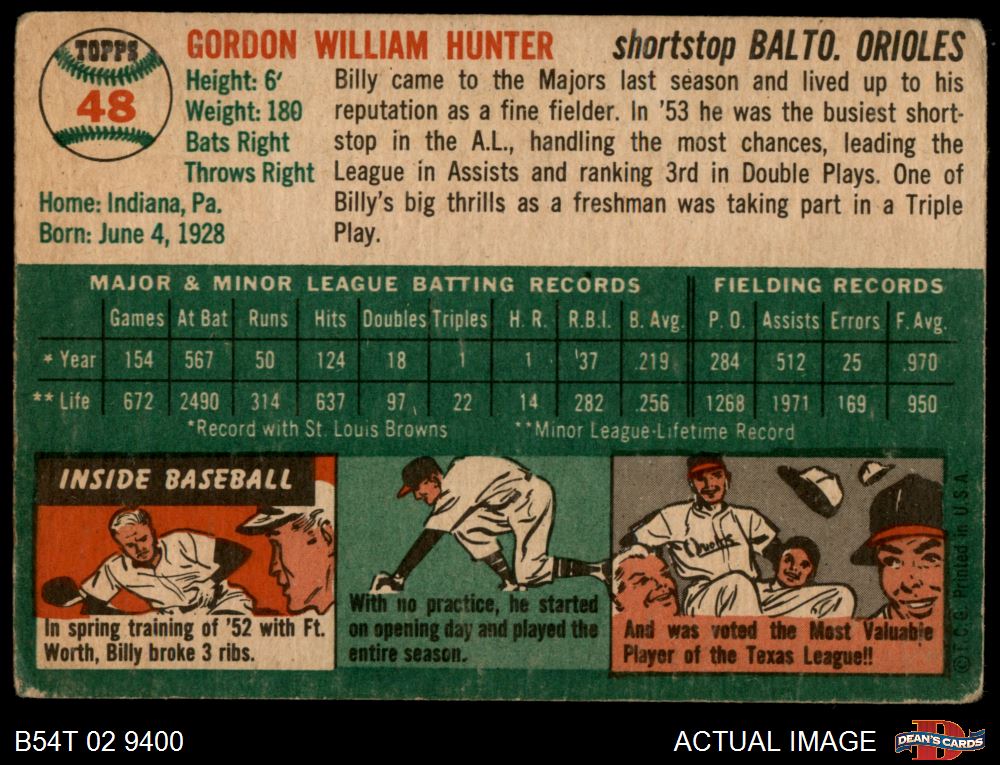 TOPPS
48
GORDON WILLIAM HUNTER shortstop BALTO. ORIOLES
Height: 6'
Weight: 180
Bats Right
Throws Right
Home: Indiana, Pa.
Born: June 4, 1928
Billy came to the Majors last season and lived up to his
reputation as a fine fielder. In '53 he was the busiest short-
stop in the A.L., handling the most chances, leading the
League in Assists and ranking 3rd in Double Plays. One of
Billy's big thrills as a freshman was taking part in a Triple
Play.
MAJOR & MINOR LEAGUE BATTING RECORDS FIELDING RECORDS
Games At Bat Runs Hits Doubles Triples H. R. R.B.I. B. Avg. P. O. Assists Errors F. Avg.
* Year 154 567 50 124 18 1 1 37 .219 284 512 25 .970
** Life 672 2490 314 637 97 22 14 282 .256 1268 1971 169 950
*Record with St. Louis Browns **Minor League-Lifetime Record
INSIDE BASEBALL
In spring training of '52 with Ft.
Worth, Billy broke 3 ribs.
With no practice, he started
on opening day and played the
entire season.
Orioles
And was voted the Most Valuable
Player of the Texas League!!
© T.C.G. Printed in U.S.A.
B54T 02 9400
ACTUAL IMAGE
DEAN'S CARDS